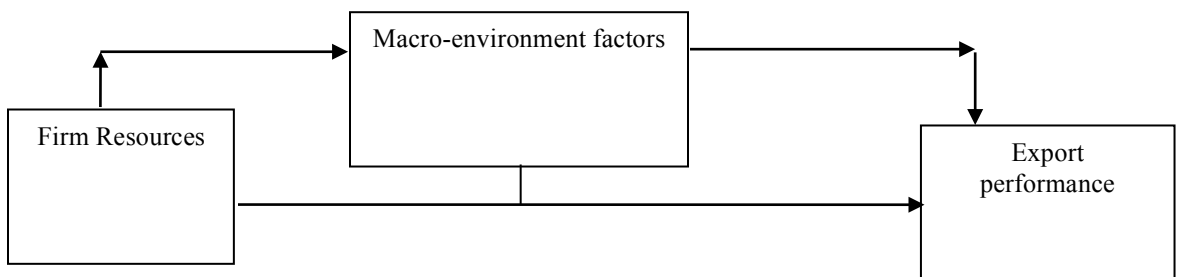 Macro-environment factors
Firm Resources
Export
performance